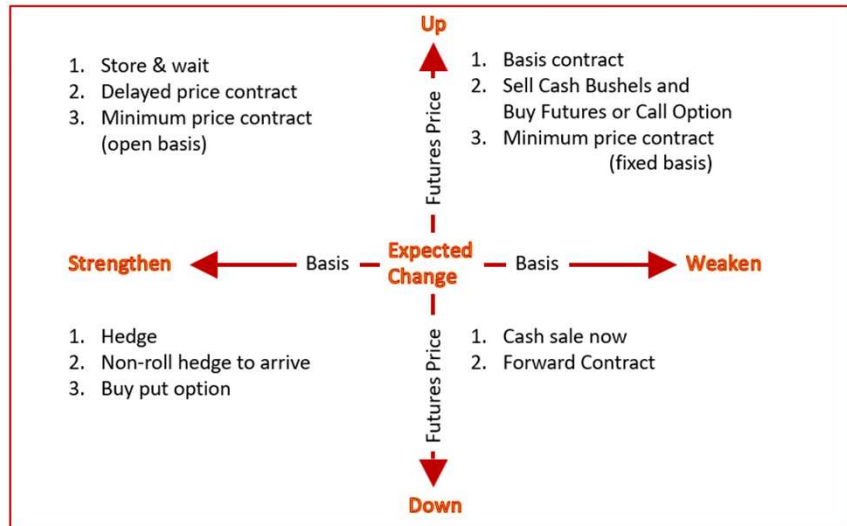 Up
1. Store & wait
2. Delayed price contract
3. Minimum price contract
(open basis)
Futures Price
1. Basis contract
2. Sell Cash Bushels and
Buy Futures or Call Option
3. Minimum price contract
(fixed basis)
Strengthen
Basis
Expected
Change
Basis
Weaken
1. Hedge
2. Non-roll hedge to arrive
3. Buy put option
Futures Price
1. Cash sale now
2. Forward Contract
Down